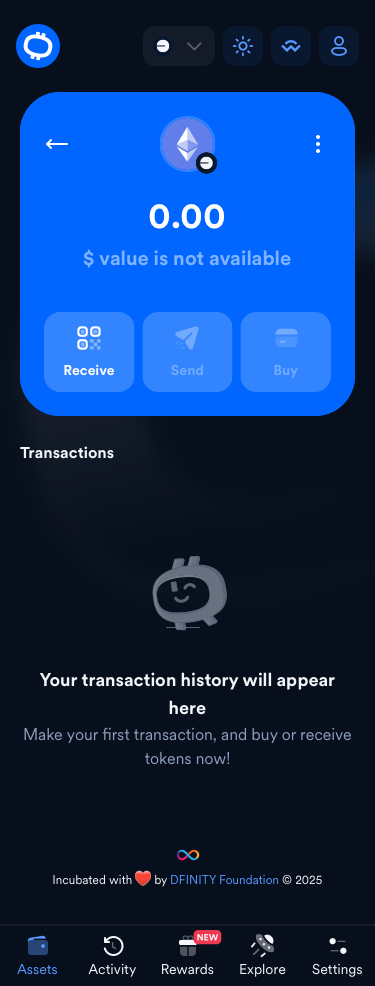 0.00
$ value is not available
Receive
Send
Buy
Transactions
Your transaction history will appear
here
Make your first transaction, and buy or receive
tokens now!
Incubated with ❤️ by DFINITY Foundation © 2025
NEW
Assets
Activity
Rewards
Explore
Settings